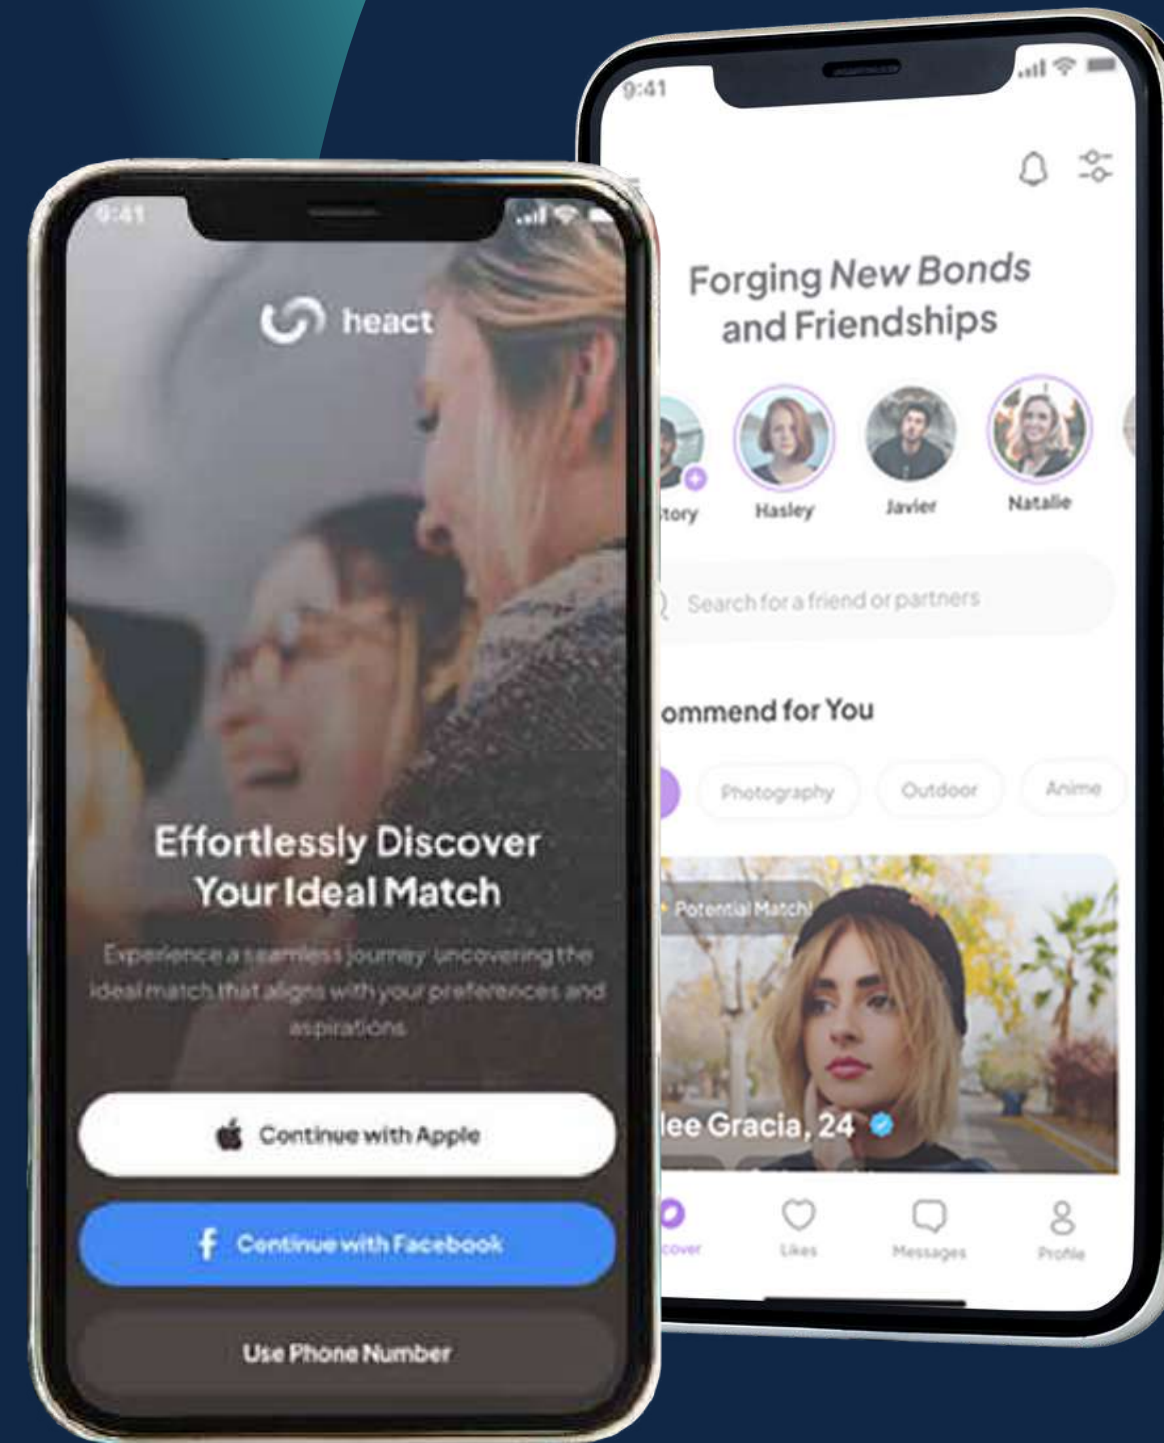 9:41
heact
Effortlessly Discover
Your Ideal Match
Experience a seamless journey uncovering the
ideal match that aligns with your preferences and
aspirations
Continue with Apple
f Continue with Facebook
Use Phone Number
9:41
Forging New Bonds
and Friendships
tory
Hasley
Javier
Natalie
Search for a friend or partners
ommend for You
Photography
Outdoor
Anime
Potential Match!
lee Gracia, 24
cover
Likes
Messages
Profile